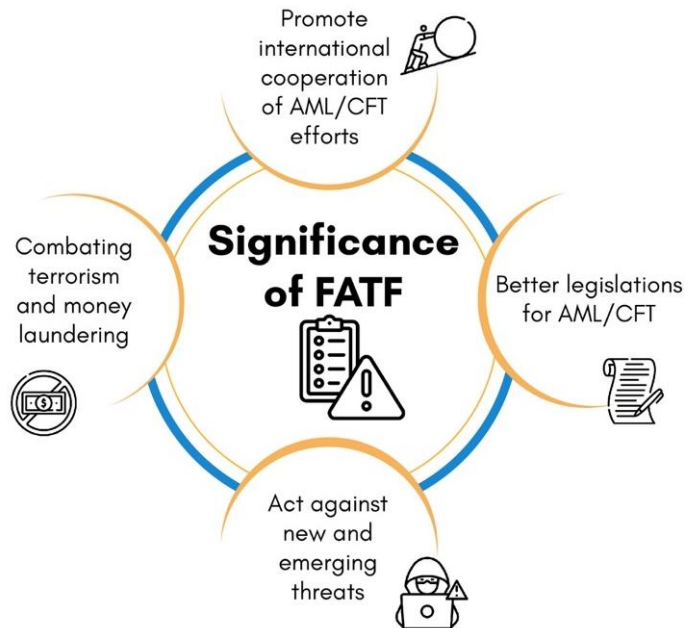 Promote
international
cooperation
of AML/CFT
efforts
Significance
of FATF
Combating
terrorism
and money
laundering
Better legislations
for AML/CFT
Act against
new and
emerging
threats